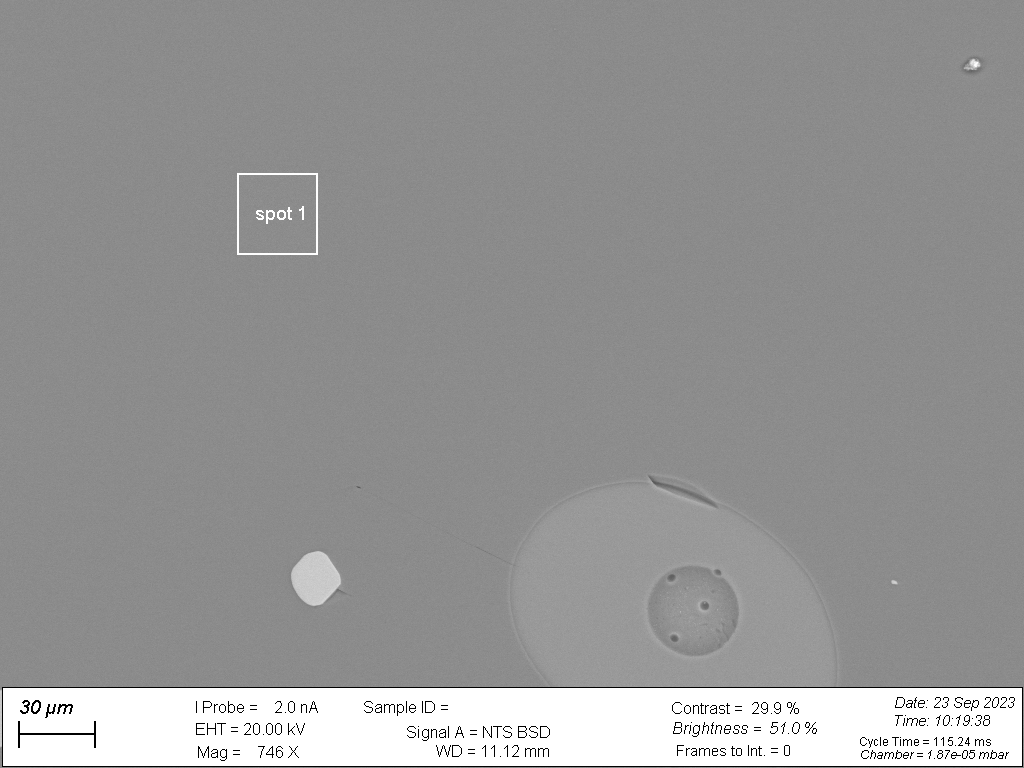 spot 1
30 µm
I Probe = 2.0 nA
EHT = 20.00 kV
Mag = 746 X
Sample ID =
Signal A = NTS BSD
WD = 11.12 mm
Contrast = 29.9 %
Brightness = 51.0 %
Frames to Int. = 0
Date: 23 Sep 2023
Time: 10:19:38
Cycle Time = 115.24 ms
Chamber = 1.87e-05 mbar